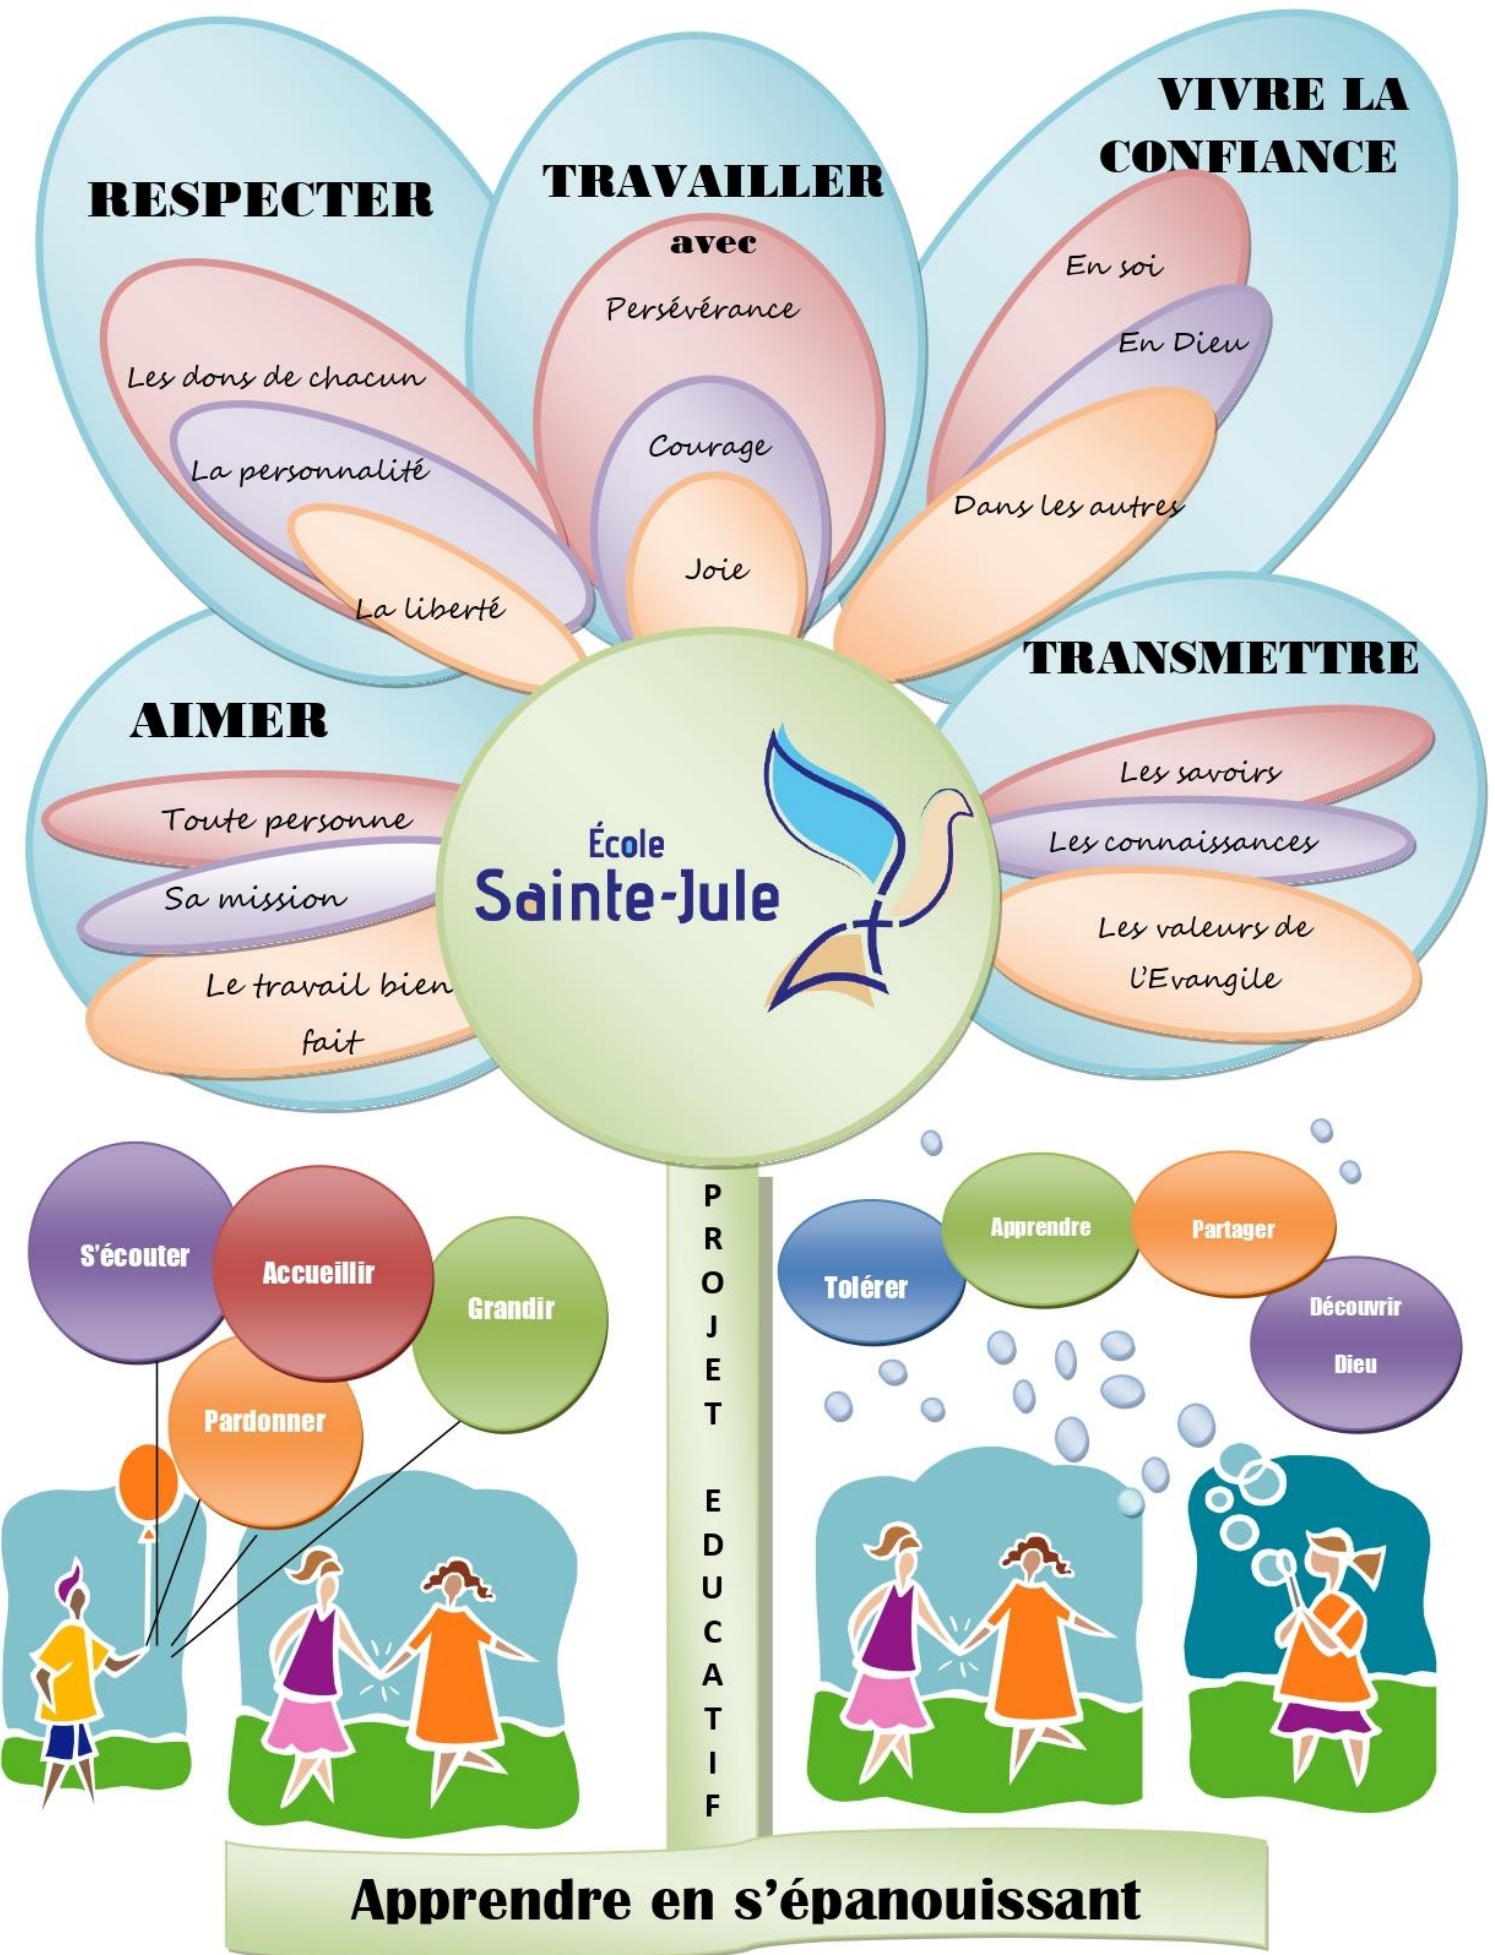 RESPECTER
Les dons de chacun
La personnalité
La liberté
TRAVAILLER
avec
Persévérance
Courage
Joie
VIVRE LA
CONFIANCE
En soi
En Dieu
Dans les autres
AIMER
Toute personne
Sa mission
Le travail bien
fait
École
Sainte-Jule
TRANSMETTRE
Les savoirs
Les connaissances
Les valeurs de
l'Evangile
S'écouter
Accueillir
Grandir
Pardonner
PROJET EDUCATIF
Tolérer
Apprendre
Partager
Découvrir
Dieu
Apprendre en s'épanouissant